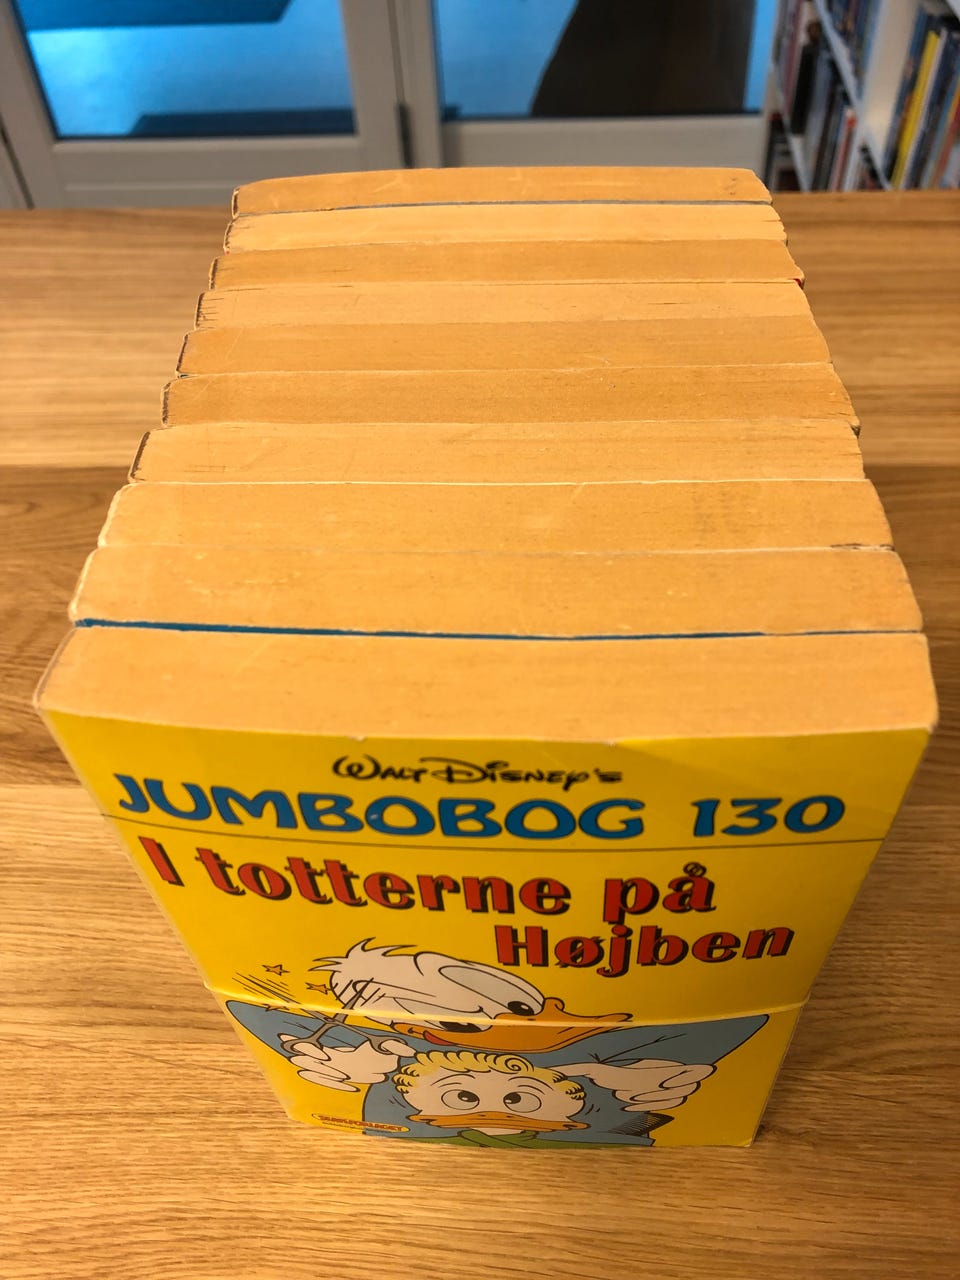 Walt Disney's
JUMBOBOG 130
I totterne på
Højben